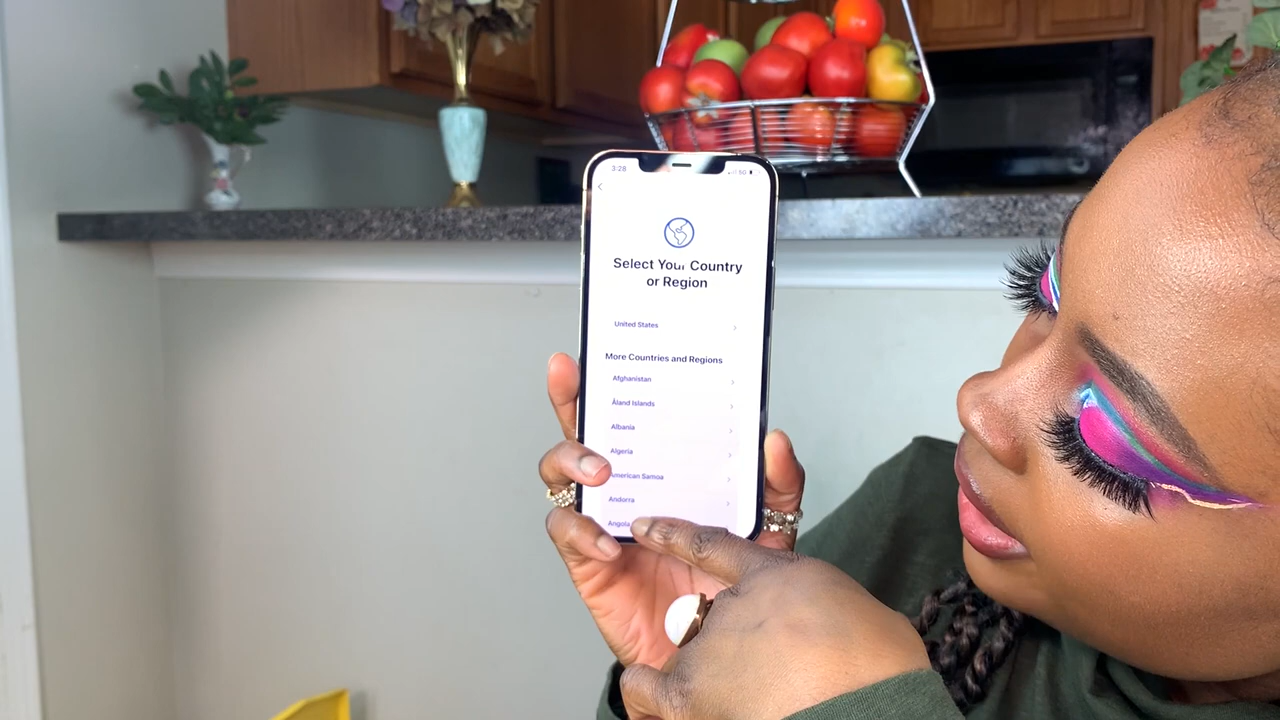 3:28
5G
Select Your Country
or Region
United States
More Countries and Regions
Afghanistan
Åland Islands
Albania
Algeria
American Samoa
Andorra
Angola